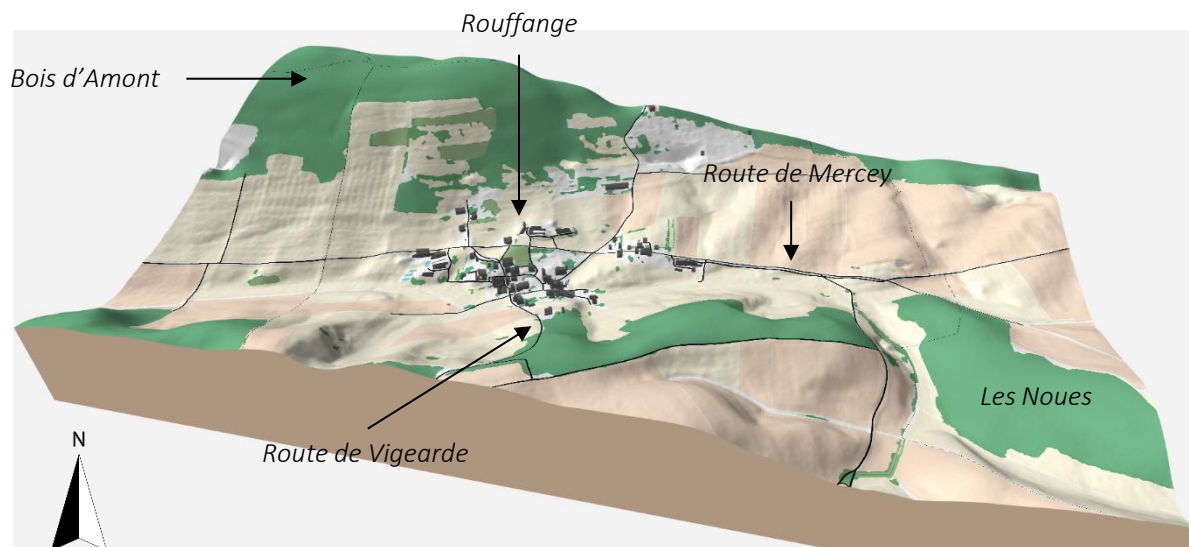 Rouffange
Bois d’Amont
Route de Mercey
Les Noues
Route de Vigearde
N